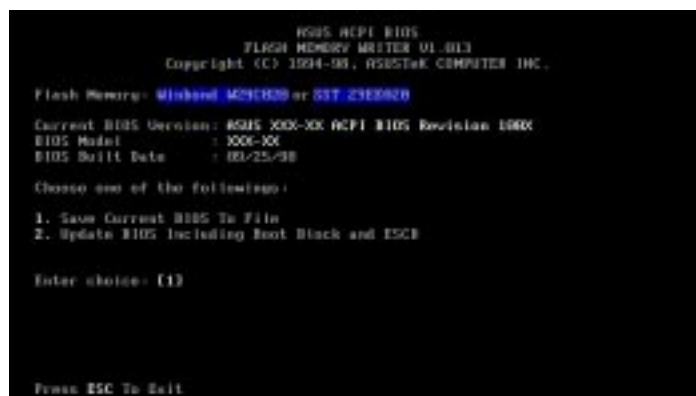 ASUS ACPI BIOS
FLASH MEMORY WRITER V1.013
Copyright (C) 1994-98, ASUSTeK COMPUTER INC.
Flash Memory: Winbond W29C020 or SST 29EE020
Current BIOS Version: ASUS XXX-XX ACPI BIOS Revision 100X
BIOS Model : XXX-XX
BIOS Built Date : 09/25/98
Choose one of the followings:
1. Save Current BIOS To File
2. Update BIOS Including Boot Block and ESCD
Enter choice: [1]
Press ESC To Exit